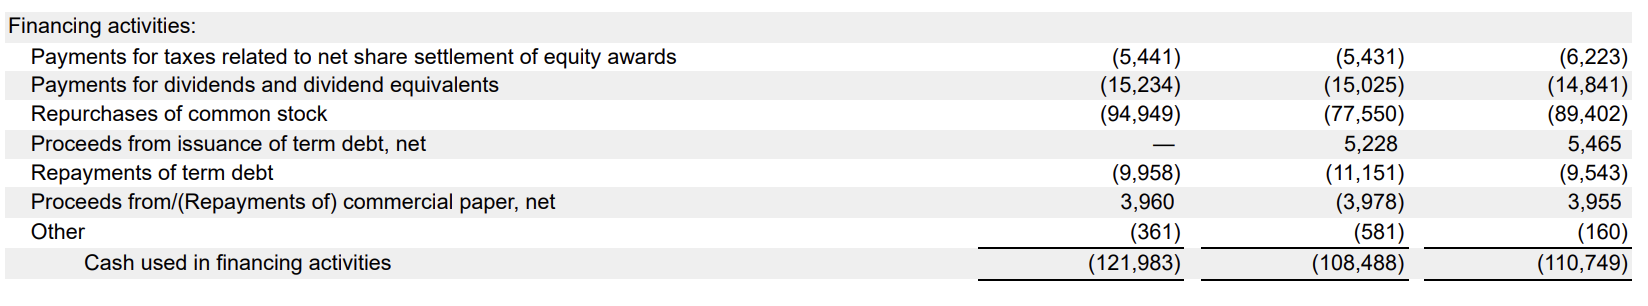 Financing activities:
Payments for taxes related to net share settlement of equity awards (5,441) (5,431) (6,223)
Payments for dividends and dividend equivalents (15,234) (15,025) (14,841)
Repurchases of common stock (94,949) (77,550) (89,402)
Proceeds from issuance of term debt, net — 5,228 5,465
Repayments of term debt (9,958) (11,151) (9,543)
Proceeds from/(Repayments of) commercial paper, net 3,960 (3,978) 3,955
Other (361) (581) (160)
Cash used in financing activities (121,983) (108,488) (110,749)